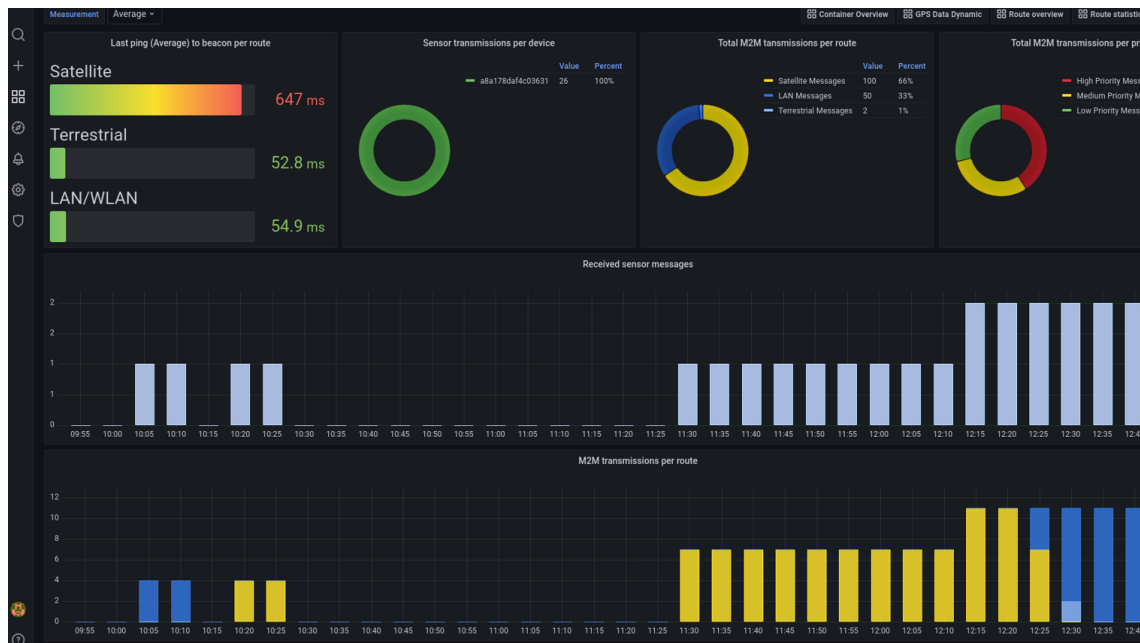 Measurement Average Container Overview GPS Data Dynamic Route overview Route statistic
Last ping (Average) to beacon per route
Satellite
647 ms
Terrestrial
52.8 ms
LAN/WLAN
54.9 ms
Sensor transmissions per device
Value Percent
a8a178daf4c03631 26 100%
Total M2M tansmissions per route
Value Percent
Satellite Messages 100 66%
LAN Messages 50 33%
Terrestrial Messages 2 1%
Total M2M transmissions per pr
High Priority Mess
Medium Priority M
Low Priority Mess
Received sensor messages
2
2
1
1
0
09:55 10:00 10:05 10:10 10:15 10:20 10:25 10:30 10:35 10:40 10:45 10:50 10:55 11:00 11:05 11:10 11:15 11:20 11:25 11:30 11:35 11:40 11:45 11:50 11:55 12:00 12:05 12:10 12:15 12:20 12:25 12:30 12:35 12:4
M2M transmissions per route
12
10
8
6
4
2
0
09:55 10:00 10:05 10:10 10:15 10:20 10:25 10:30 10:35 10:40 10:45 10:50 10:55 11:00 11:05 11:10 11:15 11:20 11:25 11:30 11:35 11:40 11:45 11:50 11:55 12:00 12:05 12:10 12:15 12:20 12:25 12:30 12:35 12:4